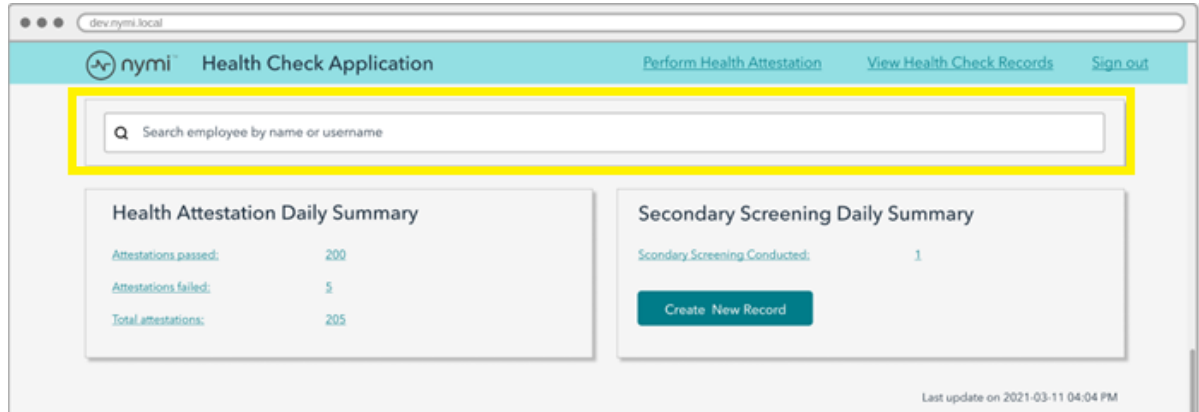 dev.nymi.local
nymi™ Health Check Application Perform Health Attestation View Health Check Records Sign out
Search employee by name or username
Health Attestation Daily Summary
Attestations passed: 200
Attestations failed: 5
Total attestations: 205
Secondary Screening Daily Summary
Scondary Screening Conducted: 1
Create New Record
Last update on 2021-03-11 04:04 PM